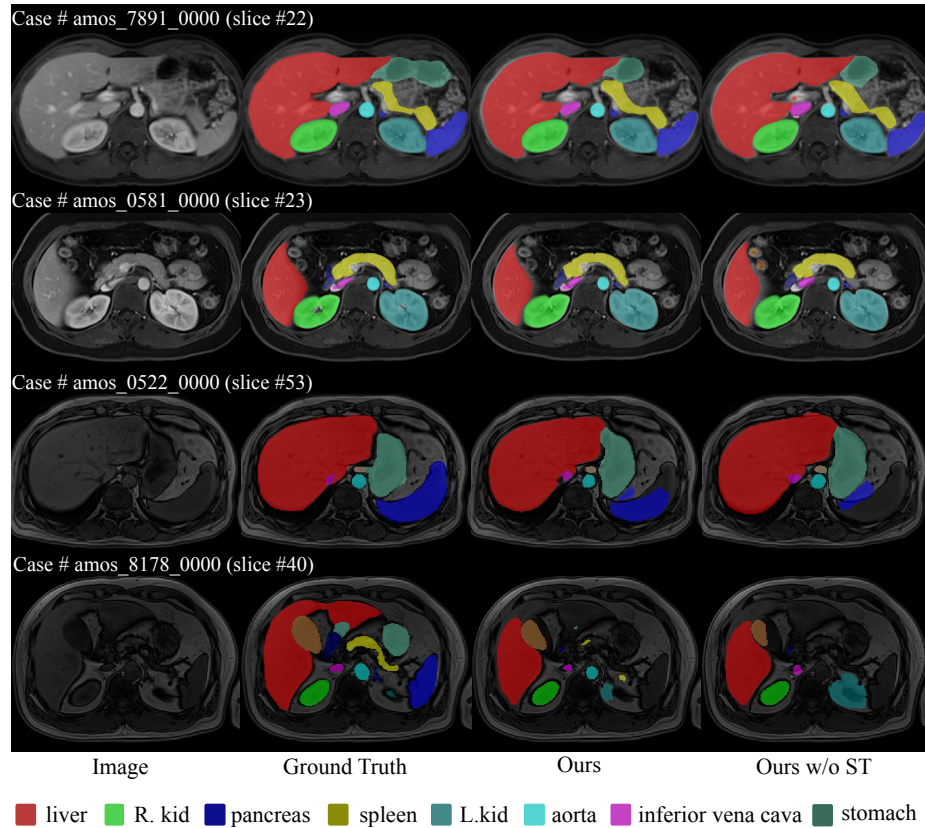 Case # amos_7891_0000 (slice #22)
Case # amos_0581_0000 (slice #23)
Case # amos_0522_0000 (slice #53)
Case # amos_8178_0000 (slice #40)
Image Ground Truth Ours Ours w/o ST
liver R. kid pancreas spleen L.kid aorta inferior vena cava stomach